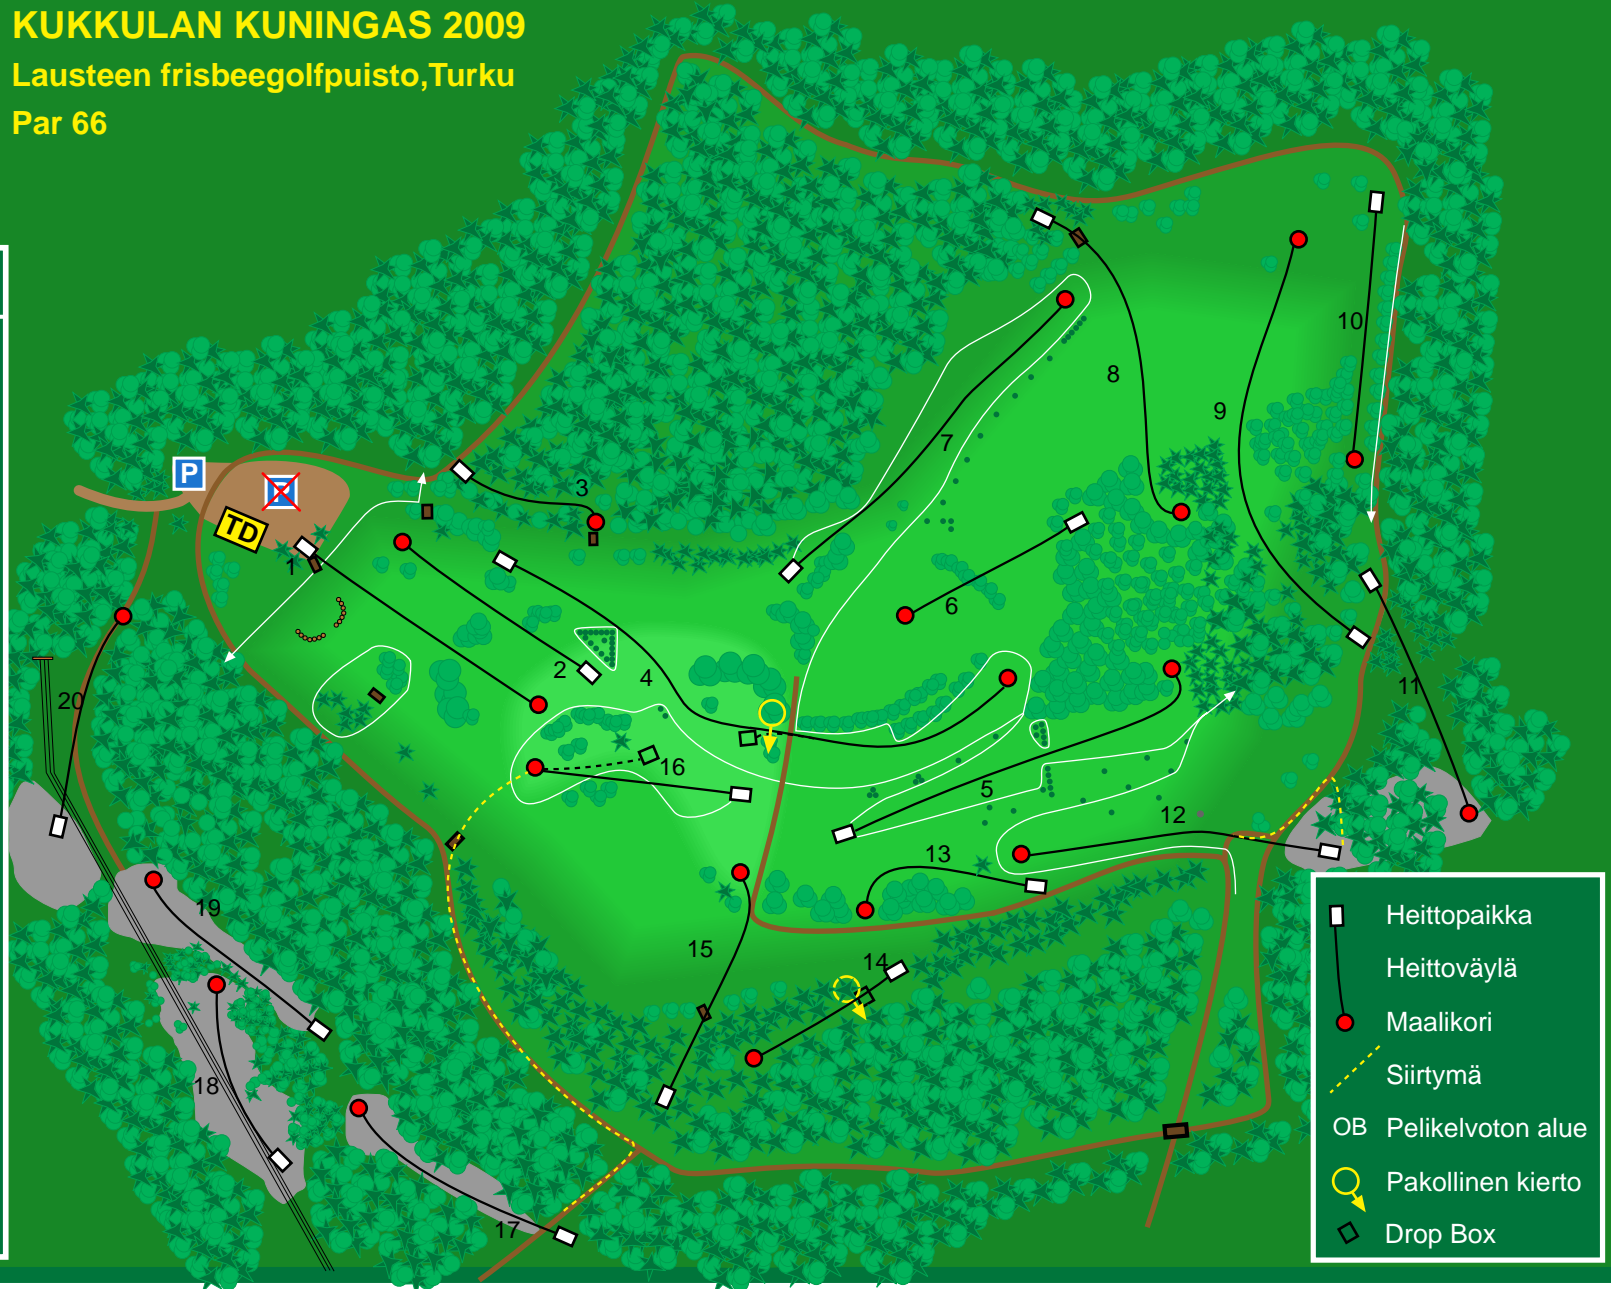 KUKKULAN KUNINGAS 2009
Lausteen frisbeegolfpuisto,Turku
Par 66
P
P
TD
1
2
3
4
5
6
7
8
9
10
11
12
13
14
15
16
17
18
19
20
Heittopaikka
Heittoväylä
Maalikori
Siirtymä
OB Pelikelvoton alue
Pakollinen kierto
Drop Box